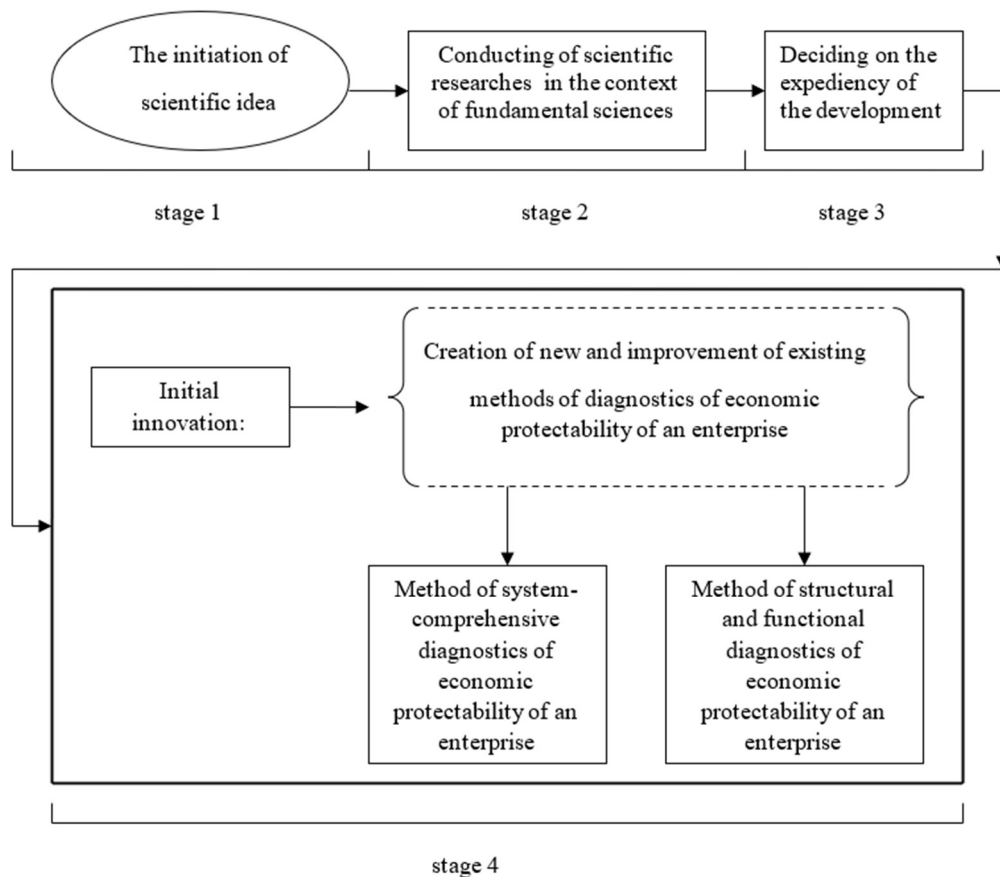 The initiation of
scientific idea
Conducting of scientific
researches in the context
of fundamental sciences
Deciding on the
expediency of
the development
stage 1
stage 2
stage 3
Initial
innovation:
Creation of new and improvement of existing
methods of diagnostics of economic
protectability of an enterprise
Method of system-
comprehensive
diagnostics of
economic
protectability of an
enterprise
Method of structural
and functional
diagnostics of
economic
protectability of an
enterprise
stage 4